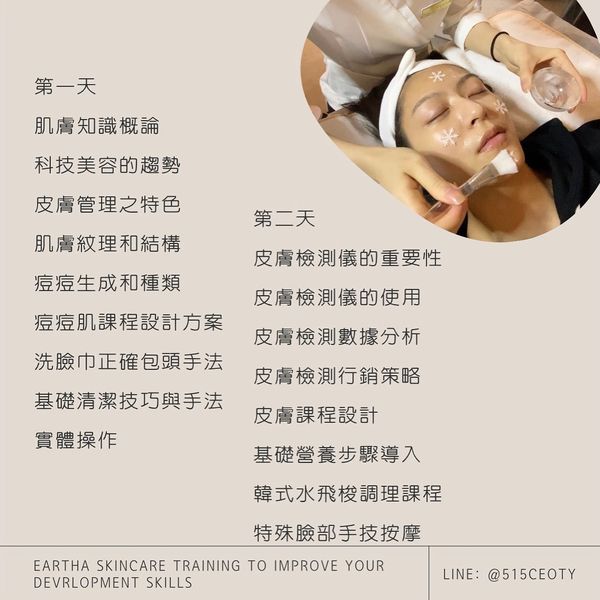 第一天
肌膚知識概論
科技美容的趨勢
皮膚管理之特色
肌膚紋理和結構
痘痘生成和種類
痘痘肌課程設計方案
洗臉巾正確包頭手法
基礎清潔技巧與手法
實體操作
第二天
皮膚檢測儀的重要性
皮膚檢測儀的使用
皮膚檢測數據分析
皮膚檢測行銷策略
皮膚課程設計
基礎營養步驟導入
韓式水飛梭調理課程
特殊臉部手技按摩
EARTHA SKINCARE TRAINING TO IMPROVE YOUR
DEVRLOPMENT SKILLS
LINE: @515CEOTY